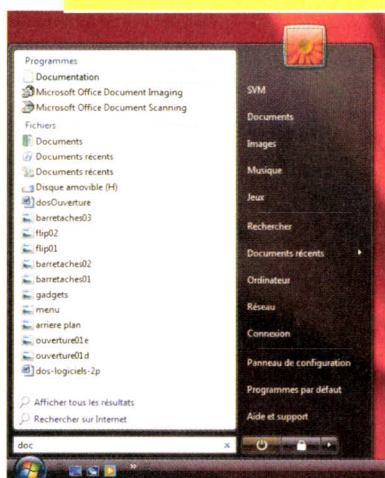 Programmes
Documentation
Microsoft Office Document Imaging
Microsoft Office Document Scanning
Fichiers
Documents
Documents récents
Documents récents
Disque amovible (H)
dosOuverture
barretaches03
flip02
flip01
barretaches02
barretaches01
gadgets
menu
arriere plan
ouverture01e
ouverture01d
dos-logiciels-2p
Afficher tous les résultats
Rechercher sur Internet
doc
SVM
Documents
Images
Musique
Jeux
Rechercher
Documents récents
Ordinateur
Réseau
Connexion
Panneau de configuration
Programmes par défaut
Aide et support